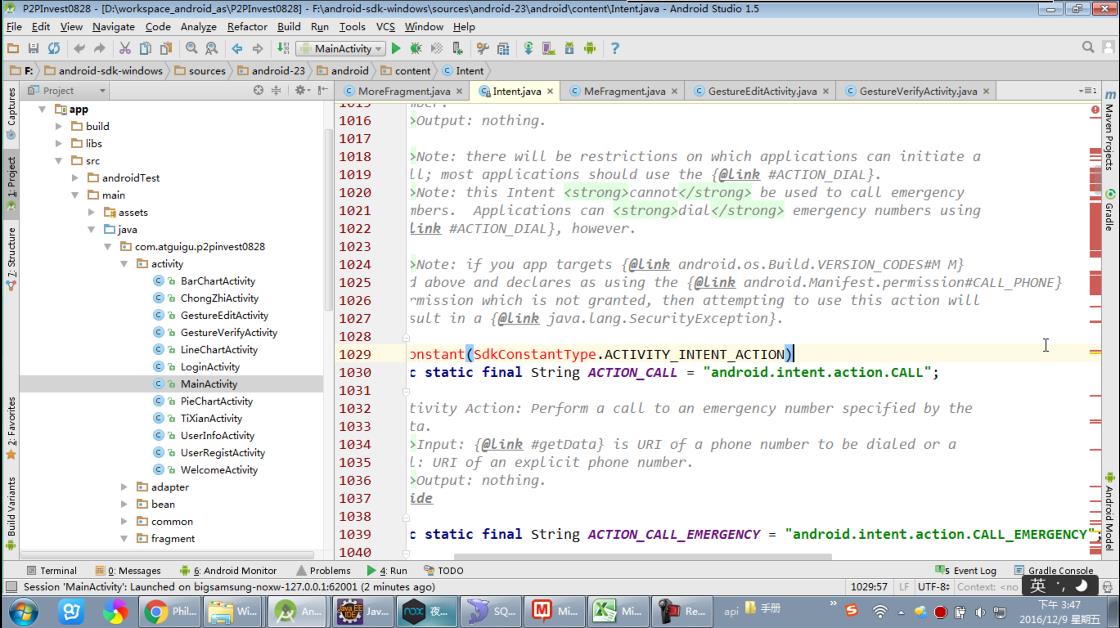 P2PInvest0828 - [D:\workspace_android_as\P2PInvest0828] - F:\android-sdk-windows\sources\android-23\android\content\Intent.java - Android Studio 1.5
File Edit View Navigate Code Analyze Refactor Build Run Tools VCS Window Help
MainActivity
F: android-sdk-windows sources android-23 android content Intent
Project
MoreFragment.java Intent.java MeFragment.java GestureEditActivity.java GestureVerifyActivity.java
Captures
1: Project
7: Structure
2: Favorites
Build Variants
app
build
libs
src
androidTest
main
assets
java
com.atguigu.p2pinvest0828
activity
BarChartActivity
ChongZhiActivity
GestureEditActivity
GestureVerifyActivity
LineChartActivity
LoginActivity
MainActivity
PieChartActivity
TiXianActivity
UserInfoActivity
UserRegistActivity
WelcomeActivity
adapter
bean
common
fragment
1016 >Output: nothing.
1017
1018 >Note: there will be restrictions on which applications can initiate a
1019 ll; most applications should use the {@link #ACTION_DIAL}.
1020 >Note: this Intent <strong>cannot</strong> be used to call emergency
1021 mbers. Applications can <strong>dial</strong> emergency numbers using
1022 link #ACTION_DIAL}, however.
1023
1024 >Note: if you app targets {@link android.os.Build.VERSION_CODES#M M}
1025 d above and declares as using the {@link android.Manifest.permission#CALL_PHONE}
1026 rmission which is not granted, then attempting to use this action will
1027 sult in a {@link java.lang.SecurityException}.
1028
1029 onstant(SdkConstantType.ACTIVITY_INTENT_ACTION)
1030 c static final String ACTION_CALL = "android.intent.action.CALL";
1031
1032 tivity Action: Perform a call to an emergency number specified by the
1033 ta.
1034 >Input: {@link #getData} is URI of a phone number to be dialed or a
1035 l: URI of an explicit phone number.
1036 >Output: nothing.
1037 ide
1038
1039 c static final String ACTION_CALL_EMERGENCY = "android.intent.action.CALL_EMERGENCY";
1040
Maven Projects
Gradle
Android Model
Terminal 0: Messages 6: Android Monitor Problems 4: Run TODO 5 Event Log Gradle Console
Session 'MainActivity': Launched on bigsamsung-noxw-127.0.0.1:62001 (2 minutes ago) 1029:57 LF UTF-8 Context: <no
英
Phil... Wi... An... Jav... 夜... SQ... Mi... Mi... Re... api 手册
下午 3:47
2016/12/9 星期五